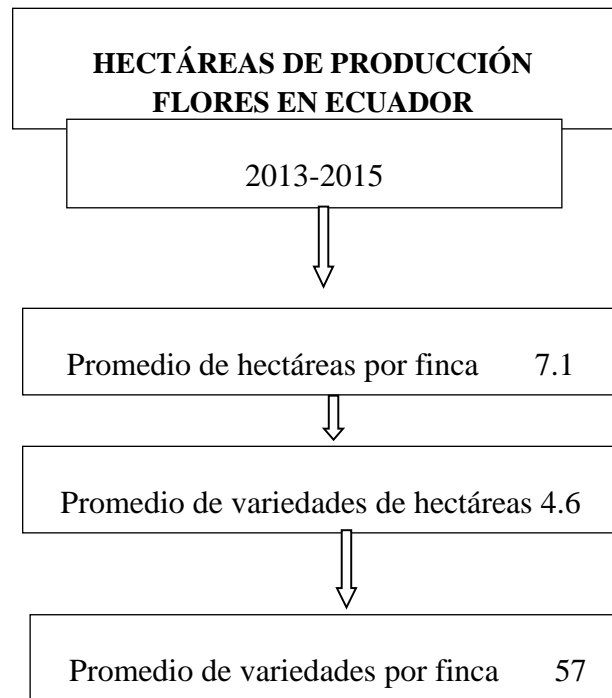 HECTÁREAS DE PRODUCCIÓN
FLORES EN ECUADOR
2013-2015
Promedio de hectáreas por finca 7.1
Promedio de variedades de hectáreas 4.6
Promedio de variedades por finca 57